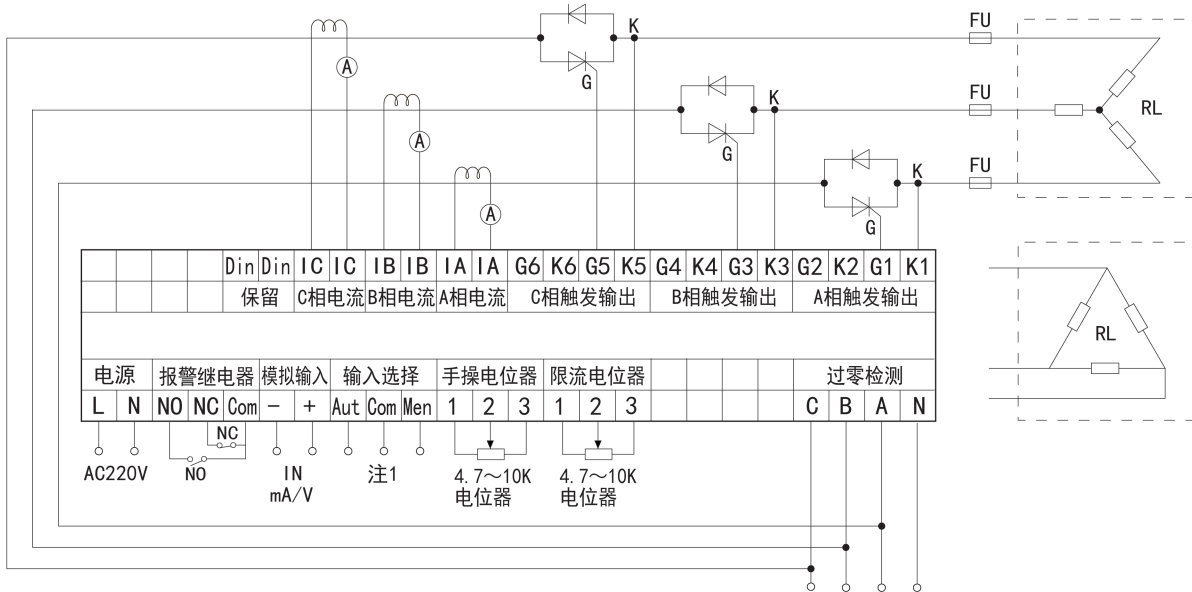 K
FU
G
A
K
FU
RL
G
A
K
FU
A
G
Din Din IC IC IB IB IA IA G6 K6 G5 K5 G4 K4 G3 K3 G2 K2 G1 K1
保留 C相电流 B相电流 A相电流 C相触发输出 B相触发输出 A相触发输出
RL
电源 报警继电器 模拟输入 输入选择 手操电位器 限流电位器 过零检测
L N NO NC Com - + Aut Com Men 1 2 3 1 2 3 C B A N
NC
AC220V NO IN 注1 4.7～10K 4.7～10K
mA/V 电位器 电位器